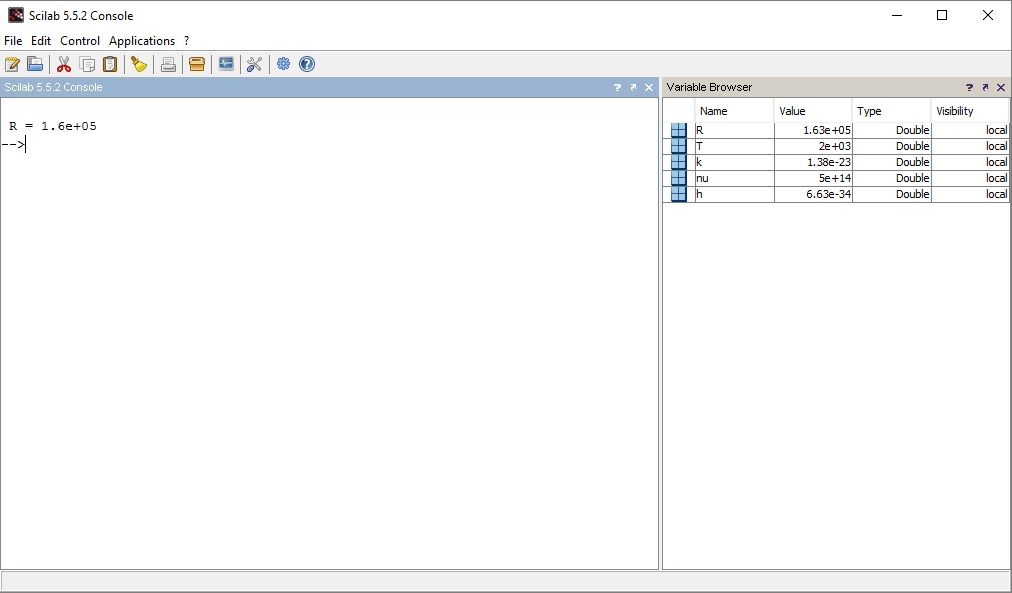 Scilab 5.5.2 Console
File Edit Control Applications ?
Scilab 5.5.2 Console ?
R = 1.6e+05
-->
Variable Browser ?
Name Value Type Visibility
R 1.63e+05 Double local
T 2e+03 Double local
k 1.38e-23 Double local
nu 5e+14 Double local
h 6.63e-34 Double local